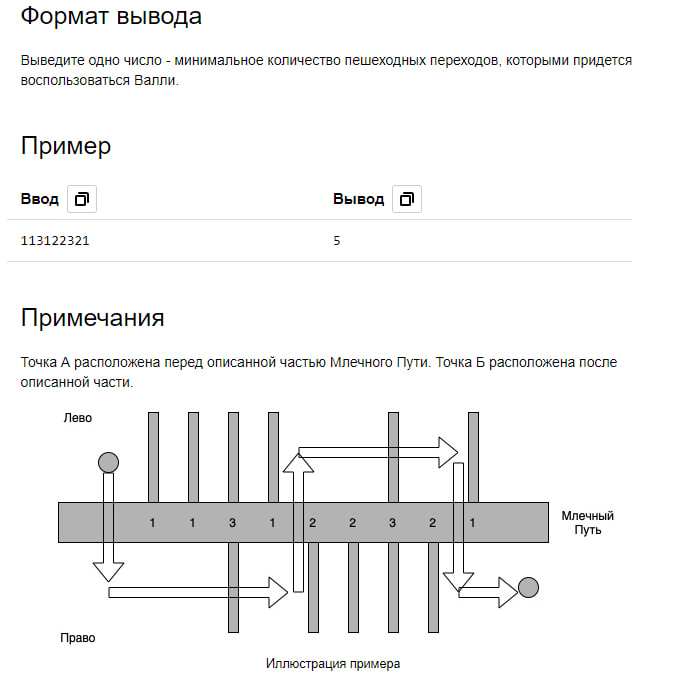 Формат вывода
Выведите одно число - минимальное количество пешеходных переходов, которыми придется
воспользоваться Валли.
Пример
Ввод Вывод
113122321 5
Примечания
Точка А расположена перед описанной частью Млечного Пути. Точка Б расположена после
описанной части.
Лево
1 1 3 1 2 2 3 2 1
Млечный
Путь
Право
Иллюстрация примера